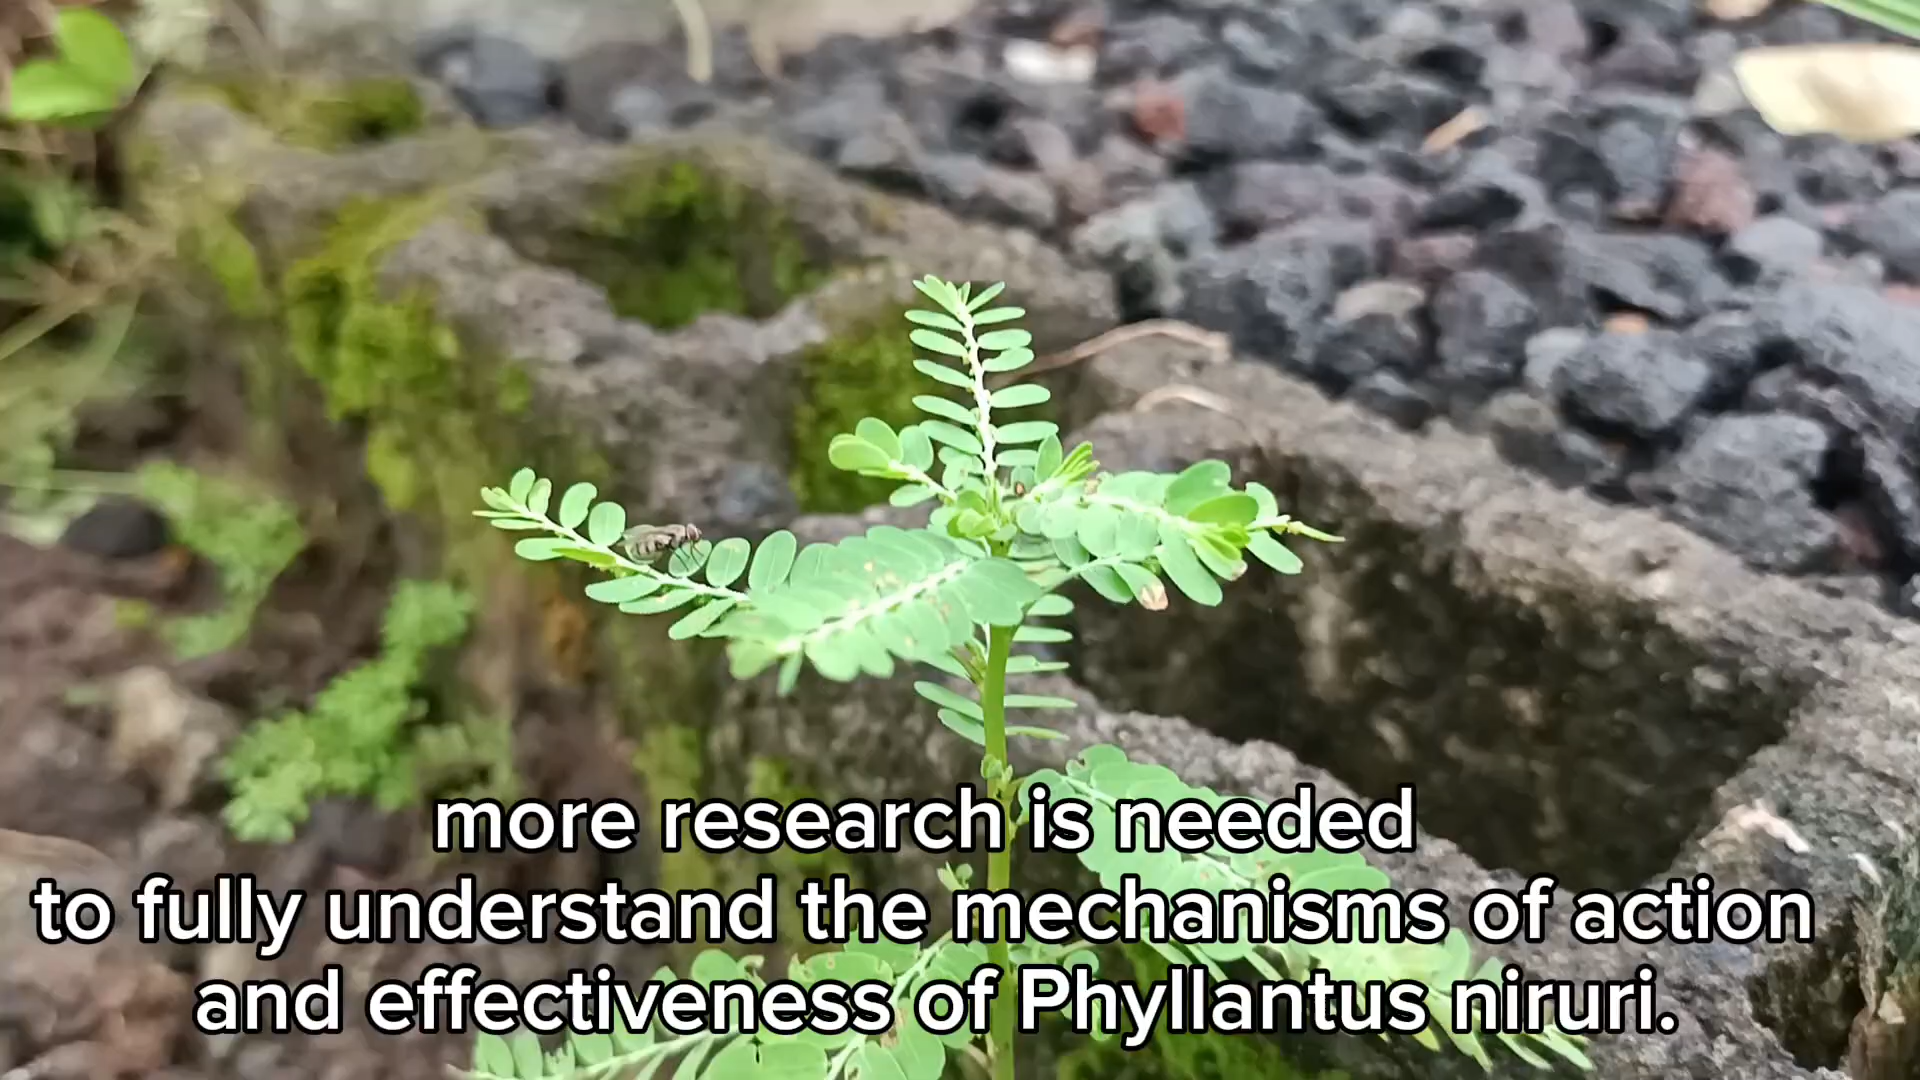 more research is needed
to fully understand the mechanisms of action
and effectiveness of Phyllantus niruri.